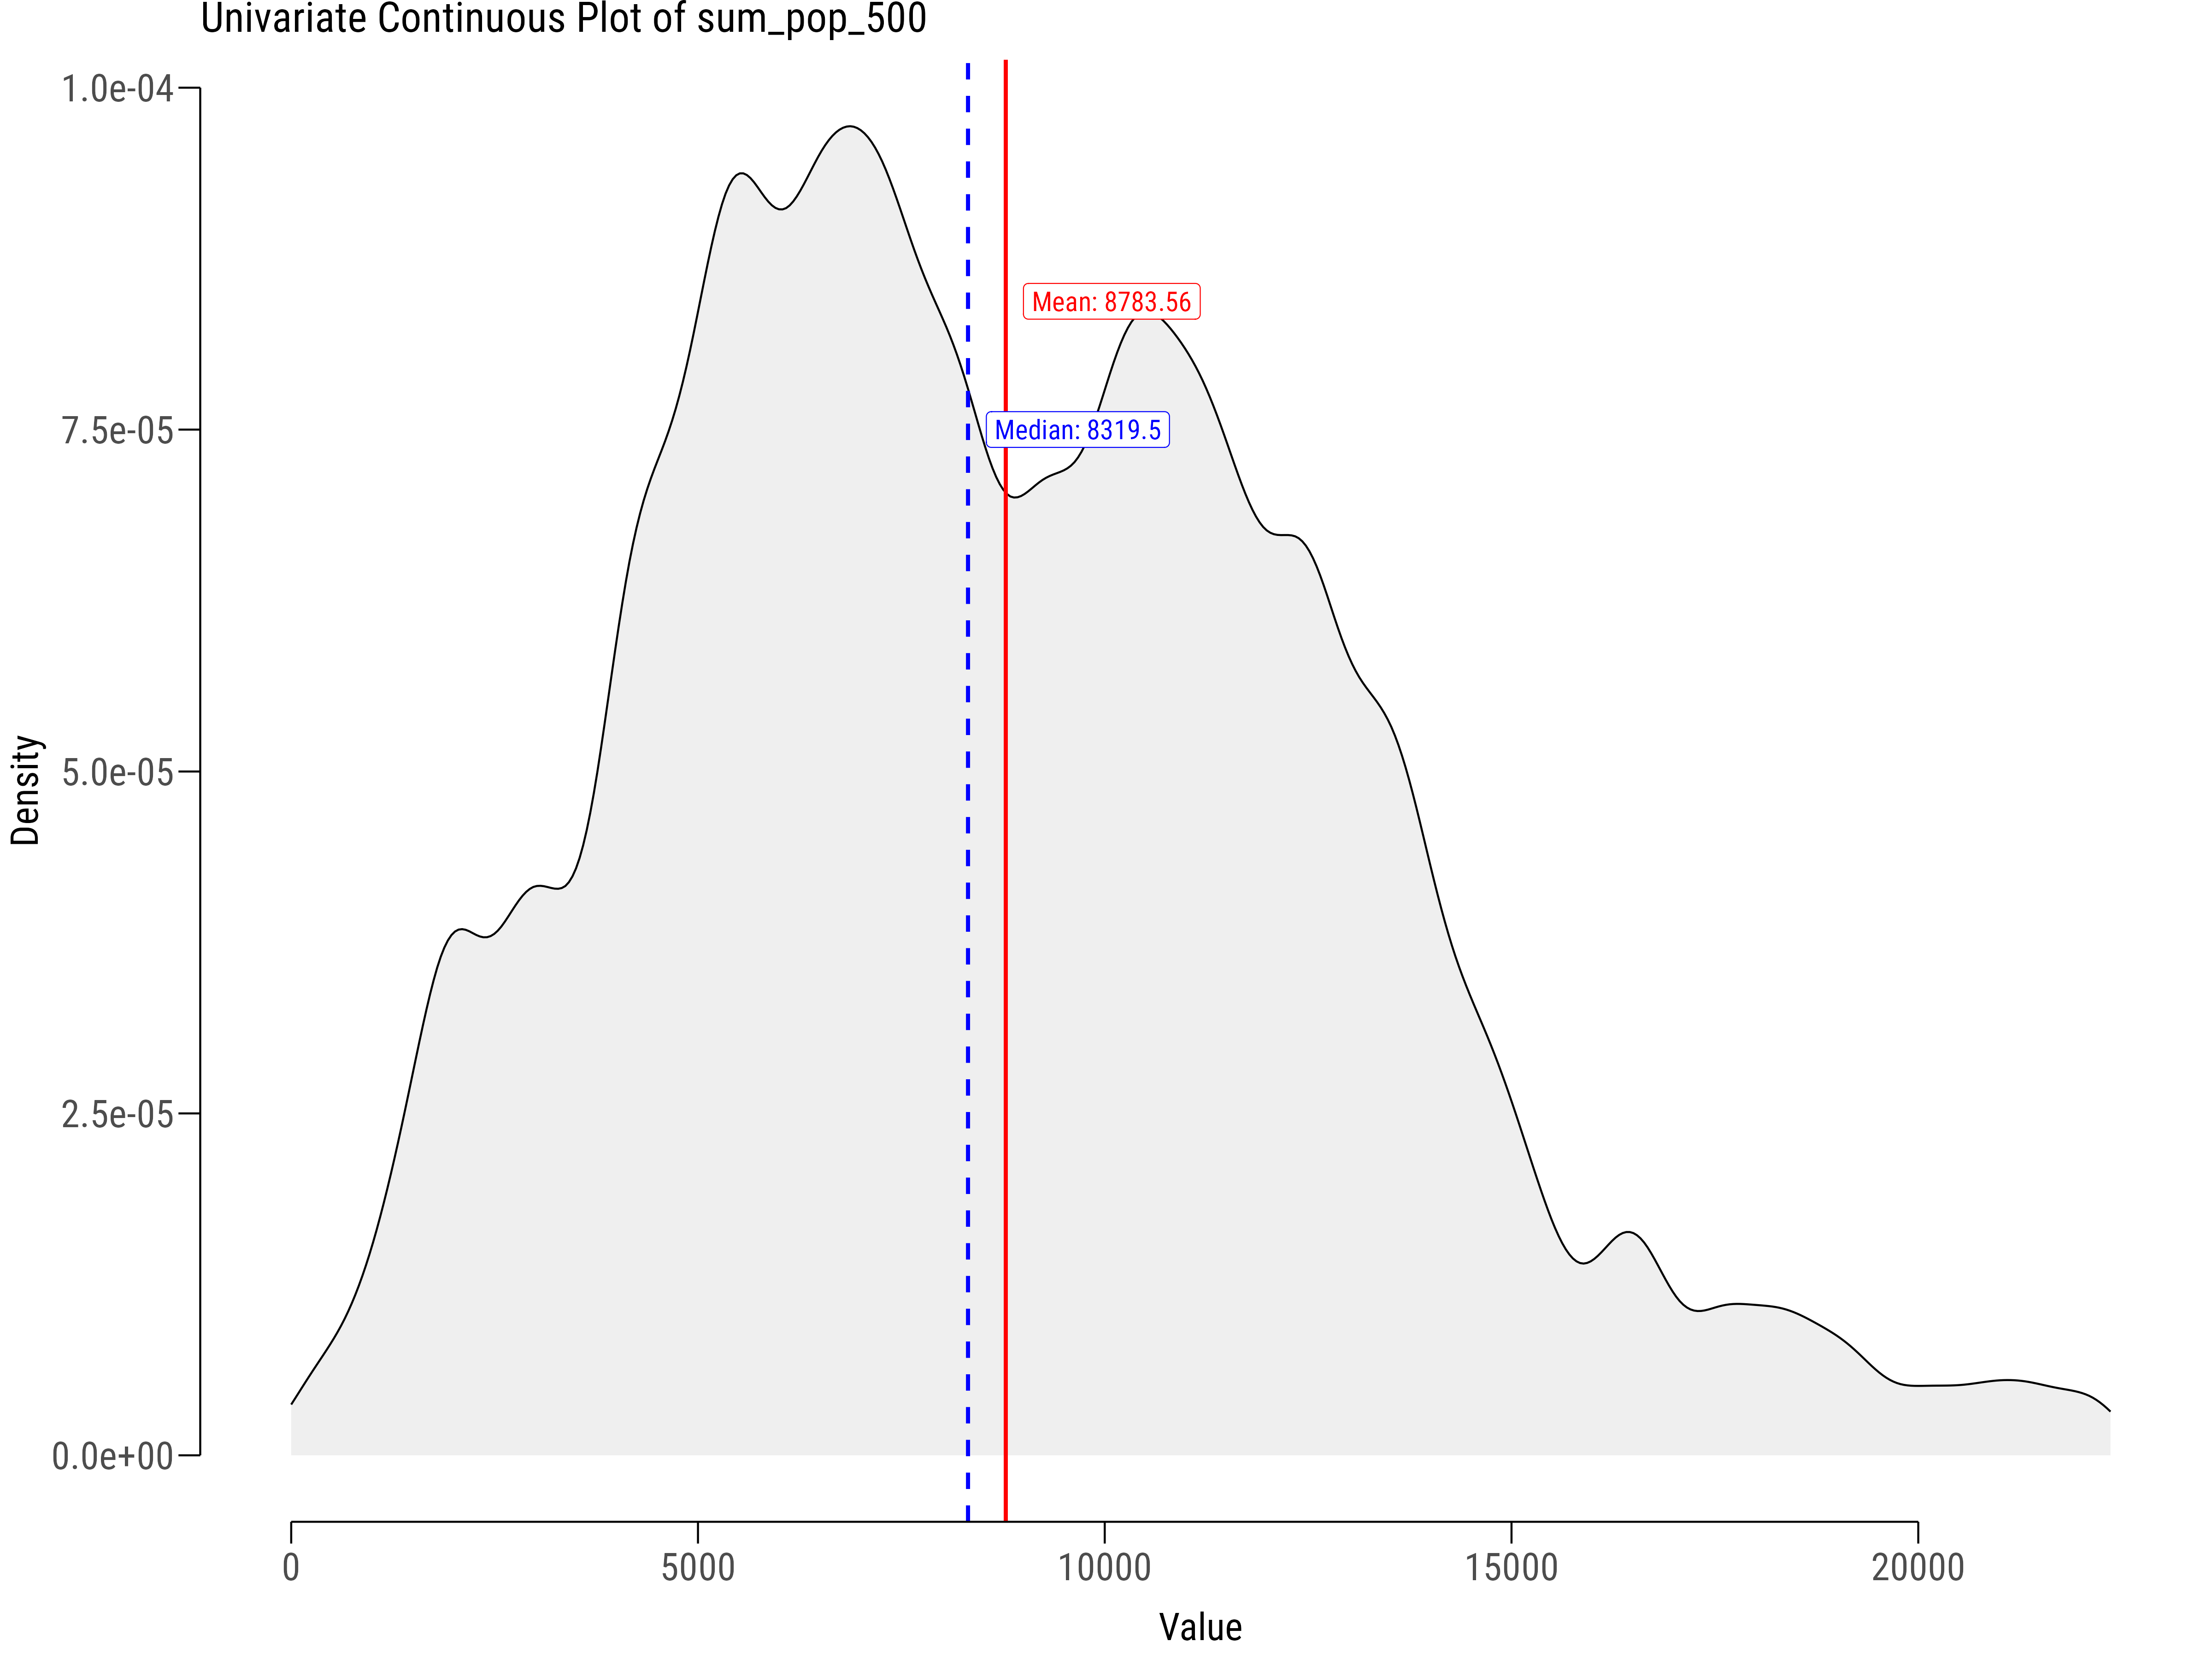 Univariate Continuous Plot of sum_pop_500
1.0e-04
7.5e-05
5.0e-05
2.5e-05
0.0e+00
Density
Mean: 8783.56
Median: 8319.5
0 5000 10000 15000 20000
Value